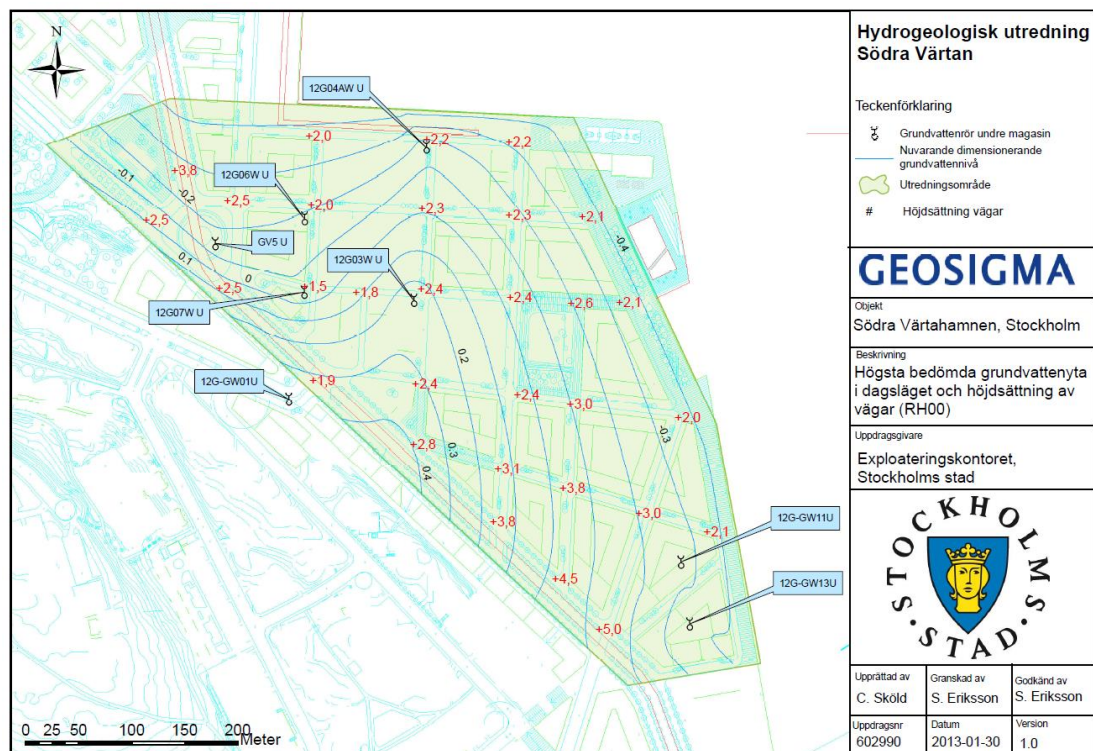 N
12G04AW U
+2,0
+2,2
+2,2
+3,8
12G06W U
-0.1
-0.2
+2,5
+2,0
+2,3
+2,3
+2,1
+2,5
GV5 U
-0.4
0.1
0
12G03W U
+2,5
+1,5
+1,8
+2,4
+2,4
+2,6
+2,1
12G07W U
0.2
12G-GW01U
+1,9
+2,4
+2,4
+3,0
+2,0
-0.3
+2,8
0.3
0.4
+3,1
+3,8
+3,8
+3,0
+2,1
12G-GW11U
+4,5
12G-GW13U
+5,0
0 25 50 100 150 200
Meter
Hydrogeologisk utredning
Södra Värtan
Teckenförklaring
Grundvattenrör undre magasin
Nuvarande dimensionerande
grundvattennivå
Utredningsområde
# Höjdsättning vägar
GEOSIGMA
Objekt
Södra Värtahamnen, Stockholm
Beskrivning
Högsta bedömda grundvattenyta
i dagsläget och höjdsättning av
vägar (RH00)
Uppdragsgivare
Exploateringskontoret,
Stockholms stad
STOCKHOLMS
STAD
Upprättad av
C. Sköld
Granskad av
S. Eriksson
Godkänd av
S. Eriksson
Uppdragsnr
602990
Datum
2013-01-30
Version
1.0